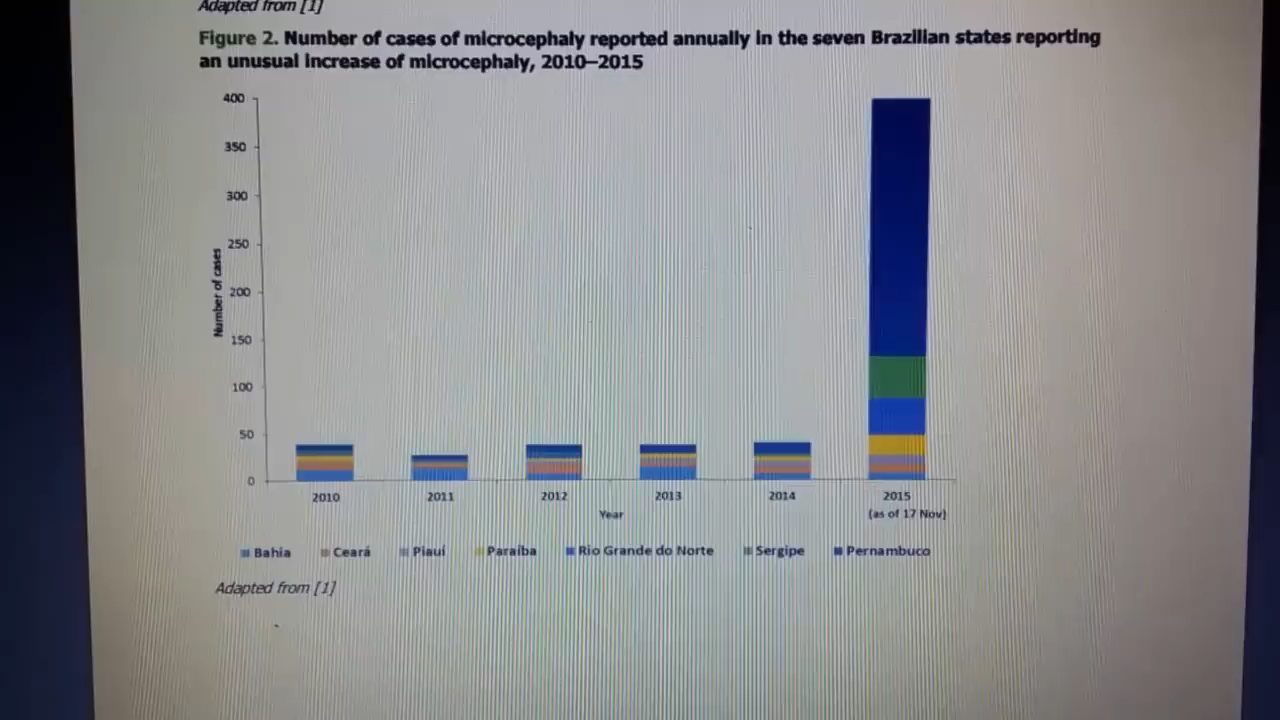 Adapted from [1]
Figure 2. Number of cases of microcephaly reported annually in the seven Brazilian states reporting
an unusual increase of microcephaly, 2010–2015
400
350
300
250
200
150
100
50
0
Number of cases
2010 2011 2012 2013 2014 2015
(as of 17 Nov)
Year
Bahia Ceará Piauí Paraíba Rio Grande do Norte Sergipe Pernambuco
Adapted from [1]